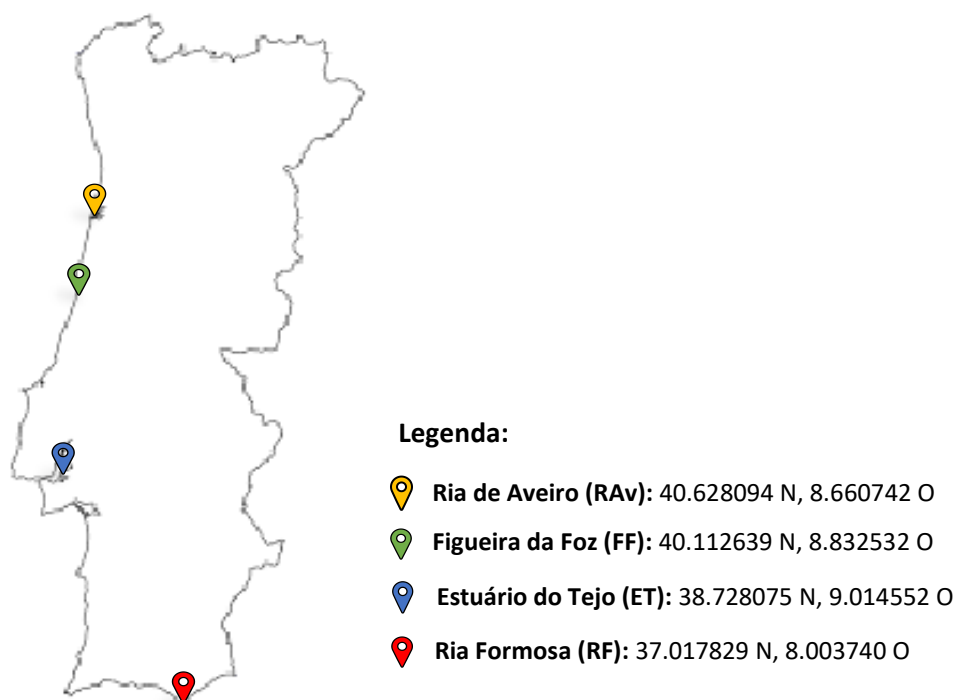 Legenda:
Ria de Aveiro (RAv): 40.628094 N, 8.660742 O
Figueira da Foz (FF): 40.112639 N, 8.832532 O
Estuário do Tejo (ET): 38.728075 N, 9.014552 O
Ria Formosa (RF): 37.017829 N, 8.003740 O